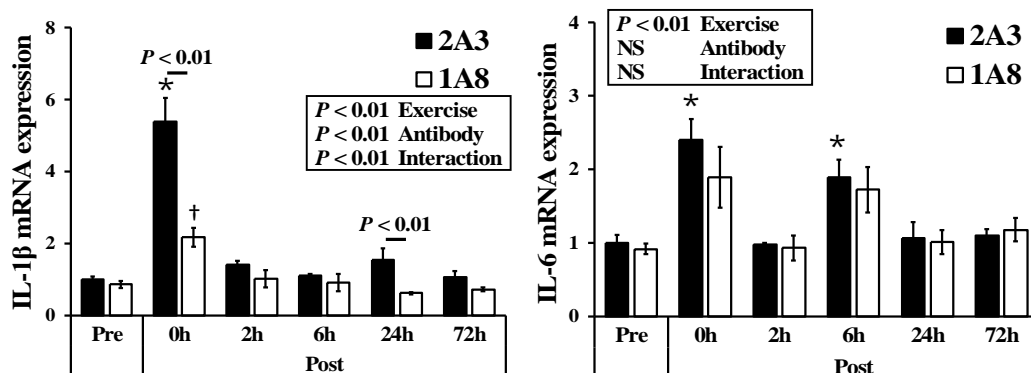 IL-1β mRNA expression
8
6
4
2
0
2A3
1A8
P < 0.01
*
†
P < 0.01 Exercise
P < 0.01 Antibody
P < 0.01 Interaction
P < 0.01
Pre 0h 2h 6h 24h 72h
Post
IL-6 mRNA expression
4
3
2
1
0
P < 0.01 Exercise
NS Antibody
NS Interaction
2A3
1A8
*
*
Pre 0h 2h 6h 24h 72h
Post